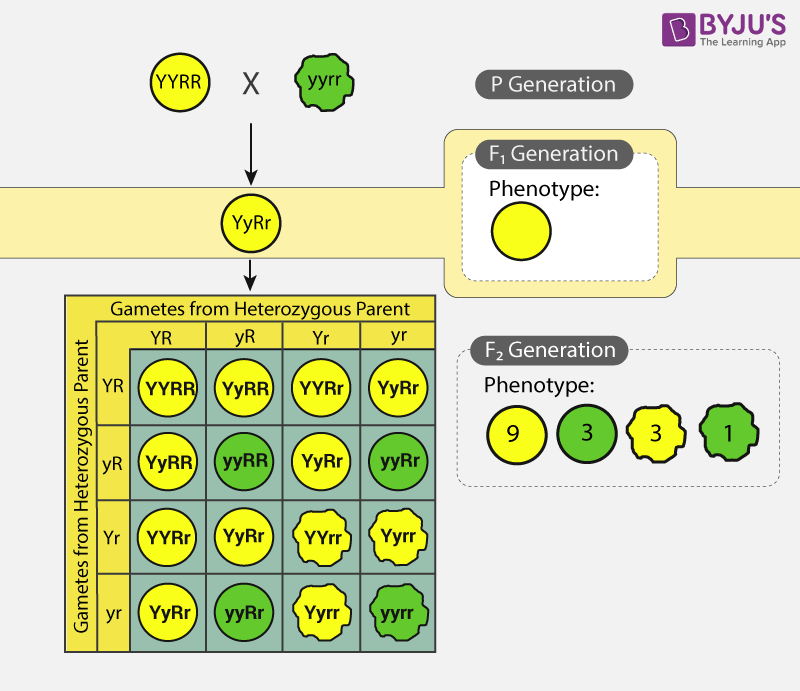 BYJU'S
The Learning App
YYRR X yyrr
P Generation
F₁ Generation
Phenotype:
YyRr
Gametes from Heterozygous Parent
Gametes from Heterozygous Parent
YR yR Yr yr
YR YYRR YyRR YYRr YyRr
yR YyRR yyRR YyRr yyRr
Yr YYRr YyRr YYrr Yyrr
yr YyRr yyRr Yyrr yyrr
F₂ Generation
Phenotype:
9 3 3 1